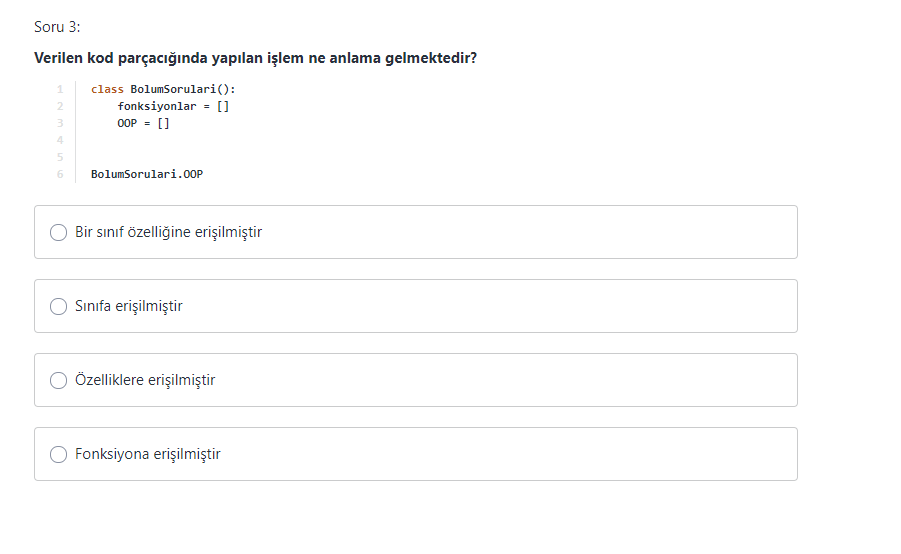 Soru 3:
Verilen kod parçacığında yapılan işlem ne anlama gelmektedir?
1 class BolumSorulari():
2 fonksiyonlar = []
3 OOP = []
4
5
6 BolumSorulari.OOP
Bir sınıf özelliğine erişilmiştir
Sınıfa erişilmiştir
Özelliklere erişilmiştir
Fonksiyona erişilmiştir